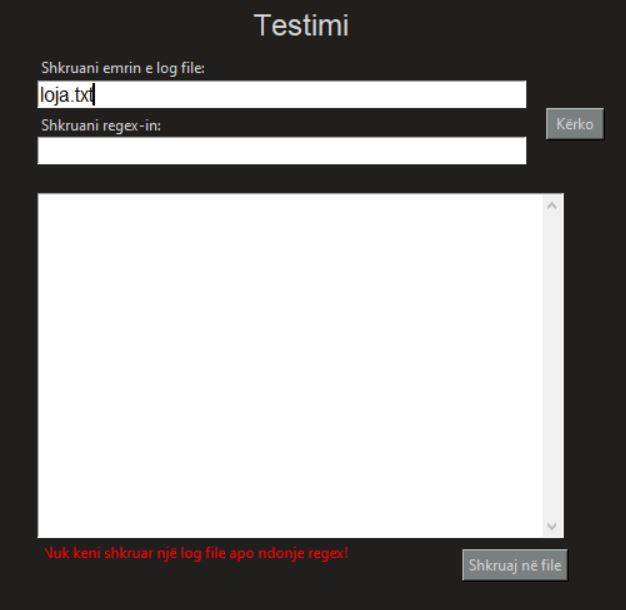 Testimi
Shkruani emrin e log file:
loja.txt
Shkruani regex-in:
Kërko
Nuk keni shkruar një log file apo ndonje regex!
Shkruaj në file